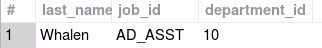 # last_name job_id department_id
1 Whalen AD_ASST 10